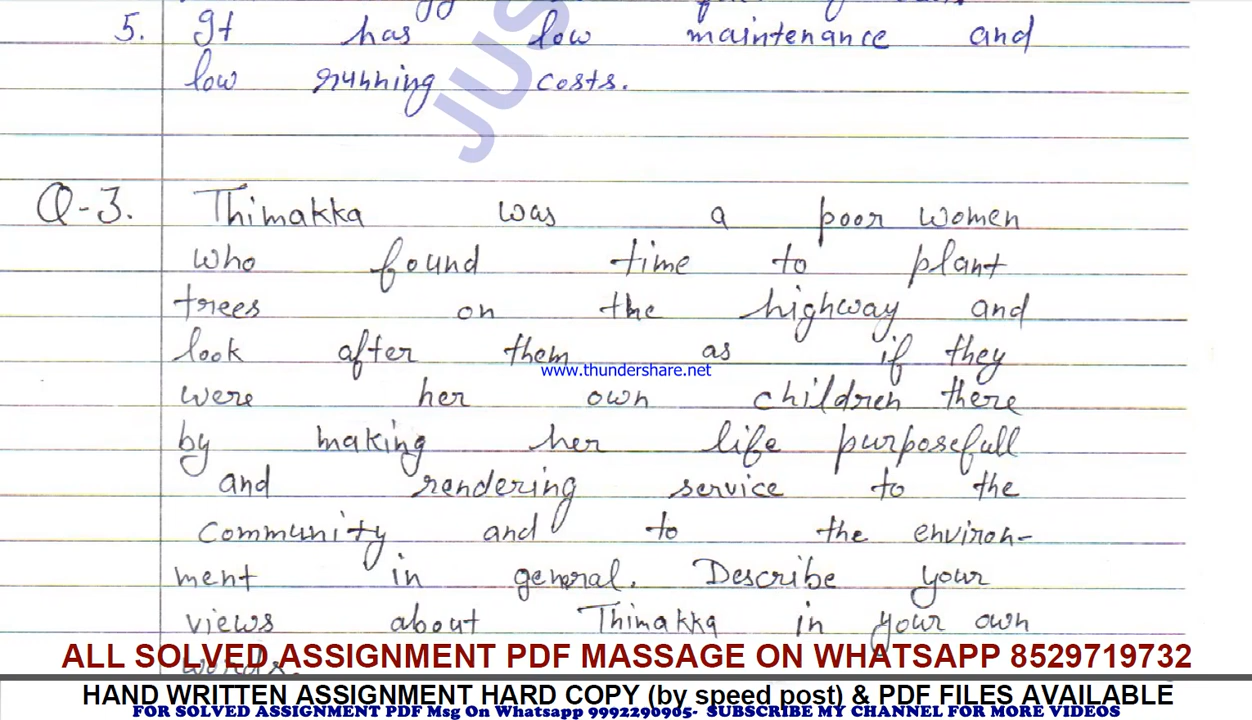 5. It has low maintenance and
low running costs.
JUS
Q-3. Thimakka was a poor women
who found time to plant
trees on the highway and
look after them as if they
www.thundershare.net
were her own children there
by making her life purposefull
and rendering service to the
community and to the environ-
ment in general. Describe your
views about Thimakka in your own
words.
ALL SOLVED ASSIGNMENT PDF MASSAGE ON WHATSAPP 8529719732
HAND WRITTEN ASSIGNMENT HARD COPY (by speed post) & PDF FILES AVAILABLE
FOR SOLVED ASSIGNMENT PDF Msg On Whatsapp 9992290905- SUBSCRIBE MY CHANNEL FOR MORE VIDEOS